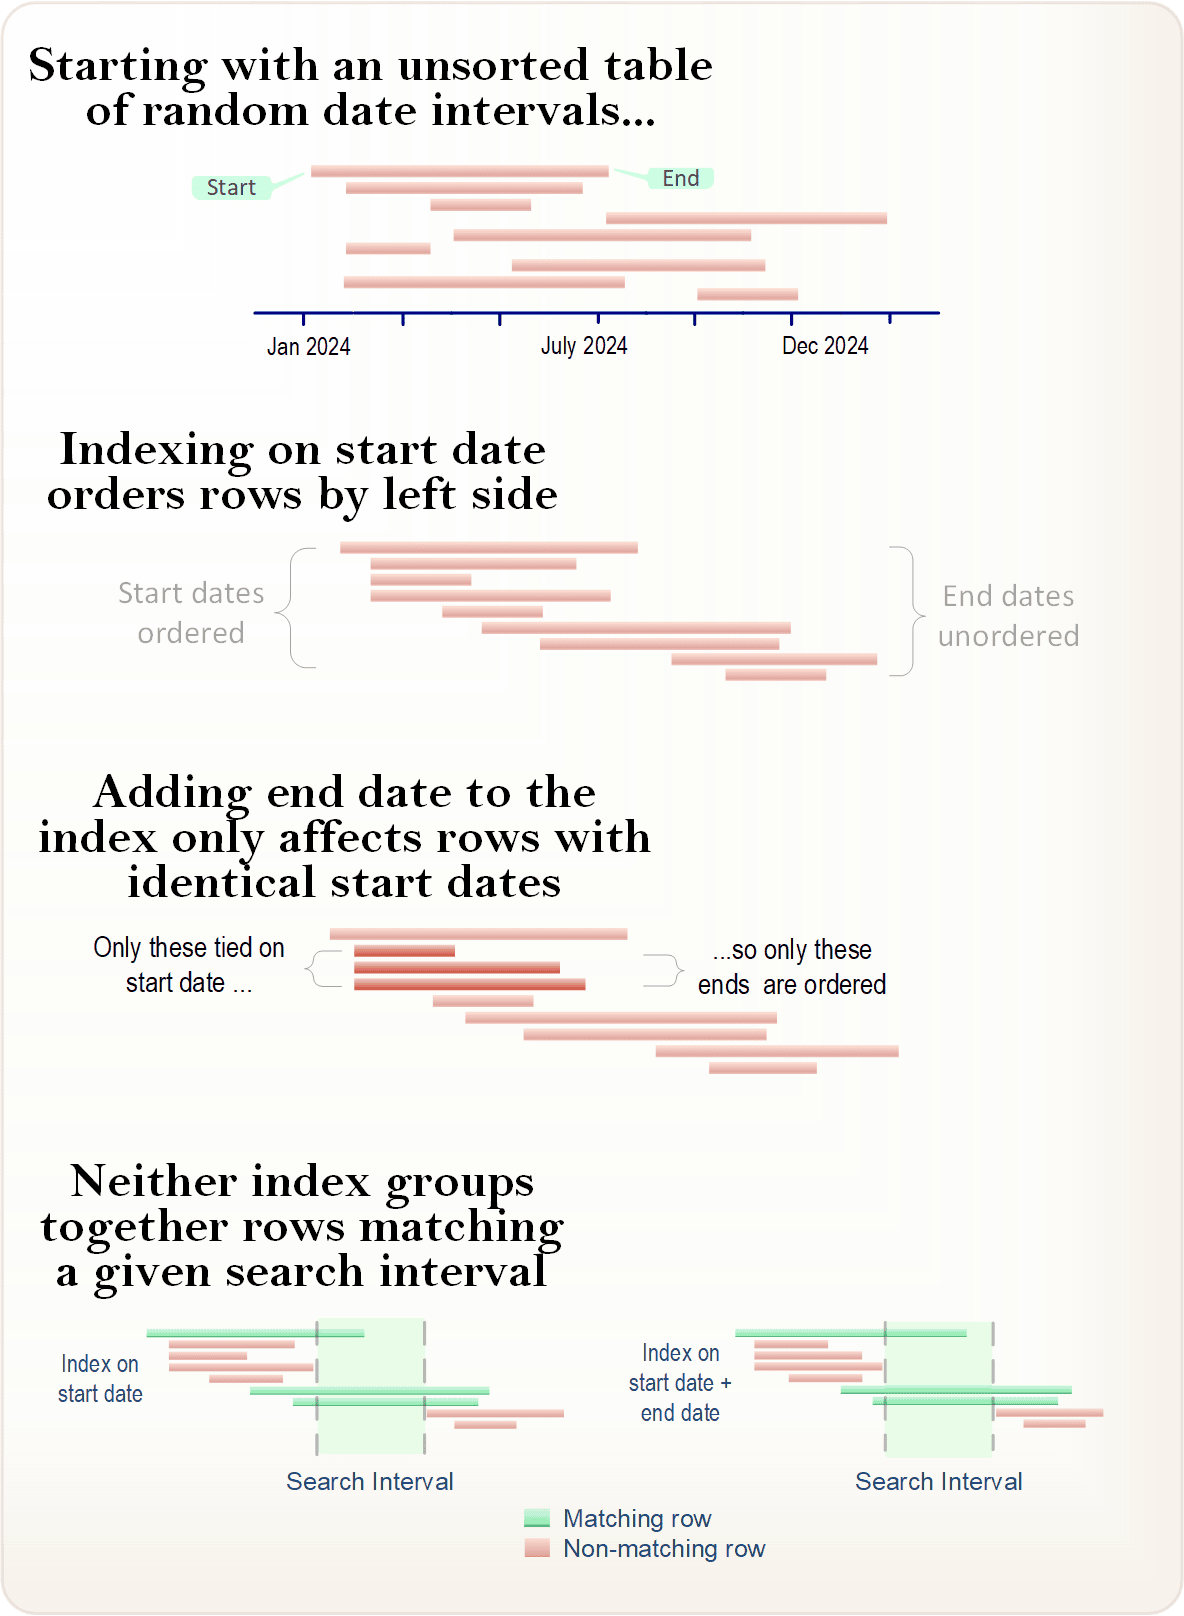 Starting with an unsorted table
of random date intervals...
Start
End
Jan 2024
July 2024
Dec 2024
Indexing on start date
orders rows by left side
Start dates
ordered
End dates
unordered
Adding end date to the
index only affects rows with
identical start dates
Only these tied on
start date ...
...so only these
ends are ordered
Neither index groups
together rows matching
a given search interval
Index on
start date
Search Interval
Index on
start date +
end date
Search Interval
Matching row
Non-matching row